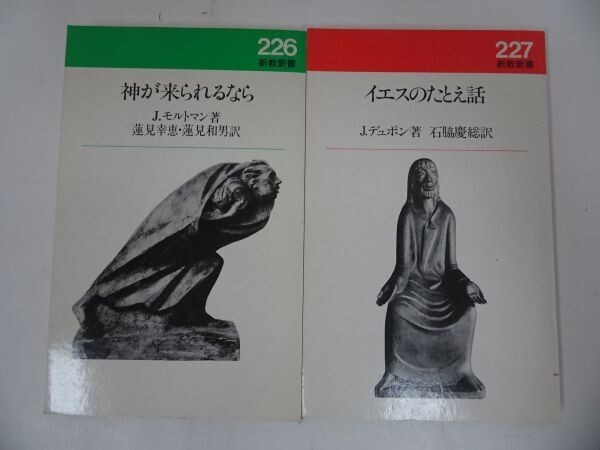 226
新教新書
神が来られるなら
J.モルトマン著
蓮見幸恵・蓮見和男訳
227
新教新書
イエスのたとえ話
J.デュポン著 石脇慶総訳